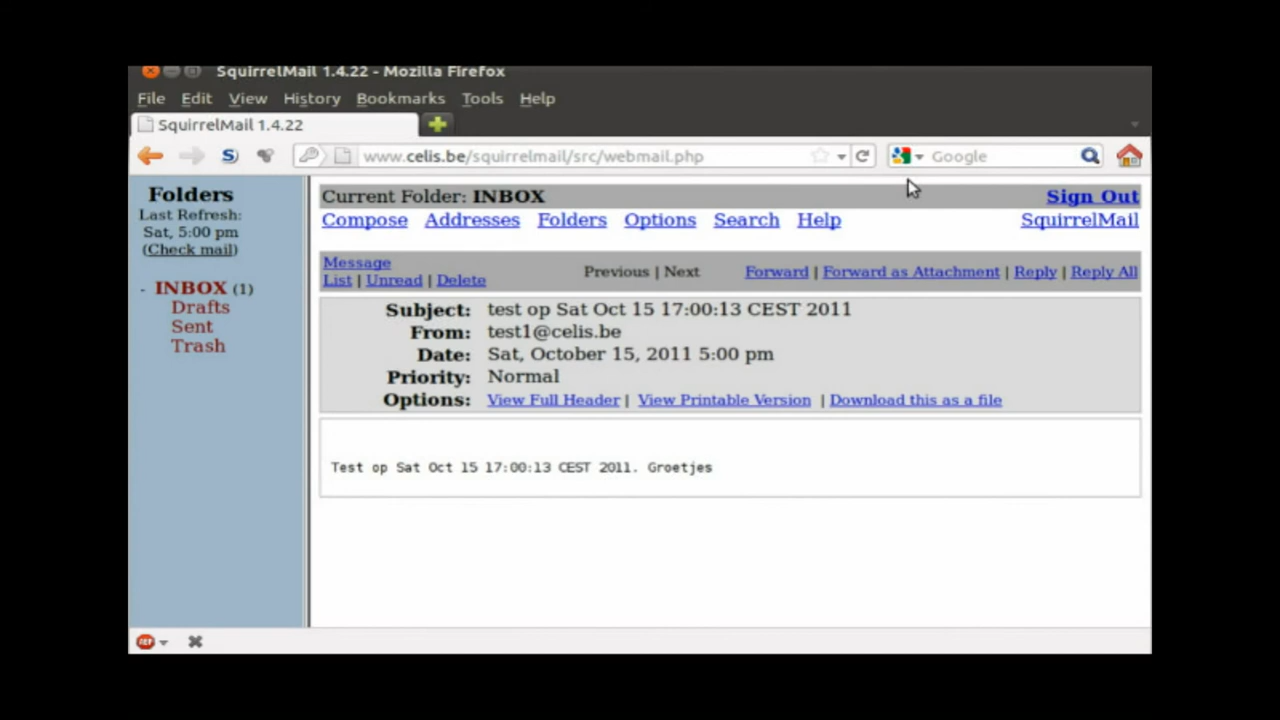 SquirrelMail 1.4.22 - Mozilla Firefox
File Edit View History Bookmarks Tools Help
SquirrelMail 1.4.22
www.celis.be/squirrelmail/src/webmail.php Google
Folders
Last Refresh:
Sat, 5:00 pm
(Check mail)
- INBOX (1)
Drafts
Sent
Trash
Current Folder: INBOX Sign Out
Compose Addresses Folders Options Search Help SquirrelMail
Message
List | Unread | Delete Previous | Next Forward | Forward as Attachment | Reply | Reply All
Subject: test op Sat Oct 15 17:00:13 CEST 2011
From: test1@celis.be
Date: Sat, October 15, 2011 5:00 pm
Priority: Normal
Options: View Full Header | View Printable Version | Download this as a file
Test op Sat Oct 15 17:00:13 CEST 2011. Groetjes